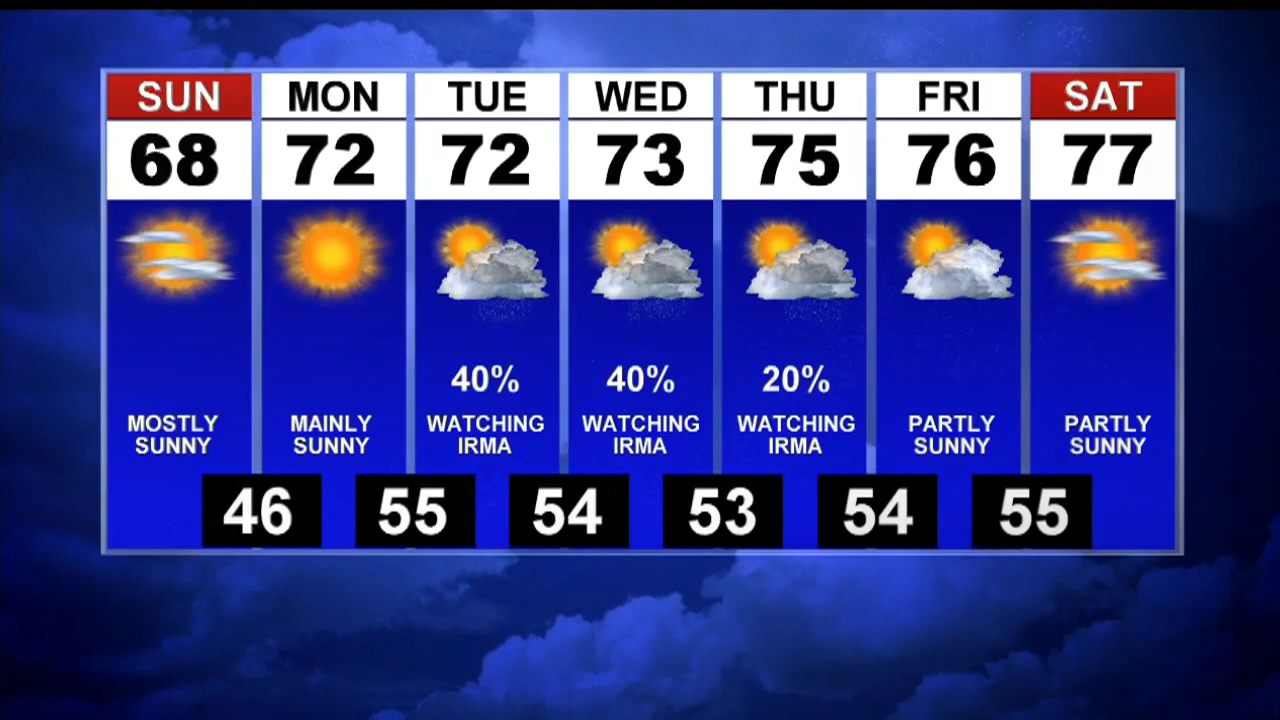 SUN MON TUE WED THU FRI SAT
68 72 72 73 75 76 77
40% 40% 20%
MOSTLY MAINLY WATCHING WATCHING WATCHING PARTLY PARTLY
SUNNY SUNNY IRMA IRMA IRMA SUNNY SUNNY
46 55 54 53 54 55